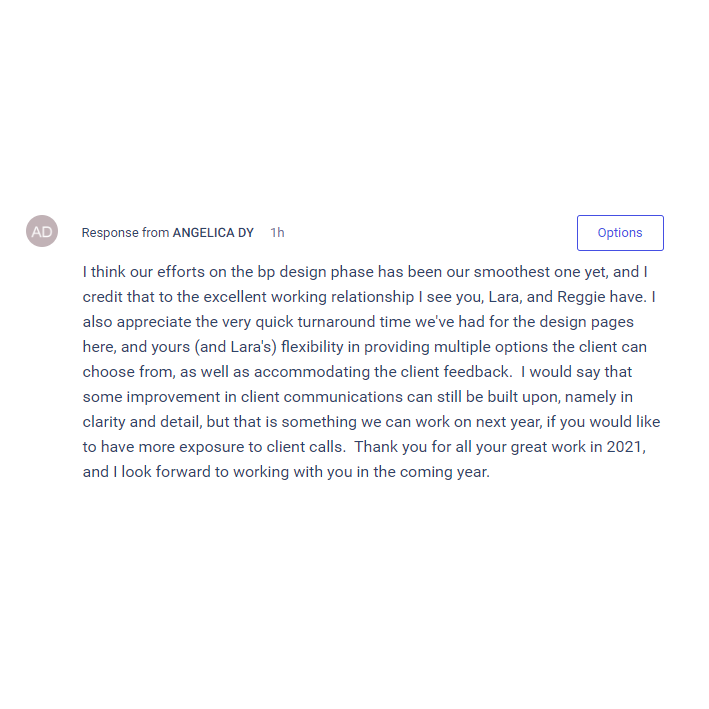 AD
Response from ANGELICA DY 1h
Options
I think our efforts on the bp design phase has been our smoothest one yet, and I
credit that to the excellent working relationship I see you, Lara, and Reggie have. I
also appreciate the very quick turnaround time we've had for the design pages
here, and yours (and Lara's) flexibility in providing multiple options the client can
choose from, as well as accommodating the client feedback.  I would say that
some improvement in client communications can still be built upon, namely in
clarity and detail, but that is something we can work on next year, if you would like
to have more exposure to client calls.  Thank you for all your great work in 2021,
and I look forward to working with you in the coming year.